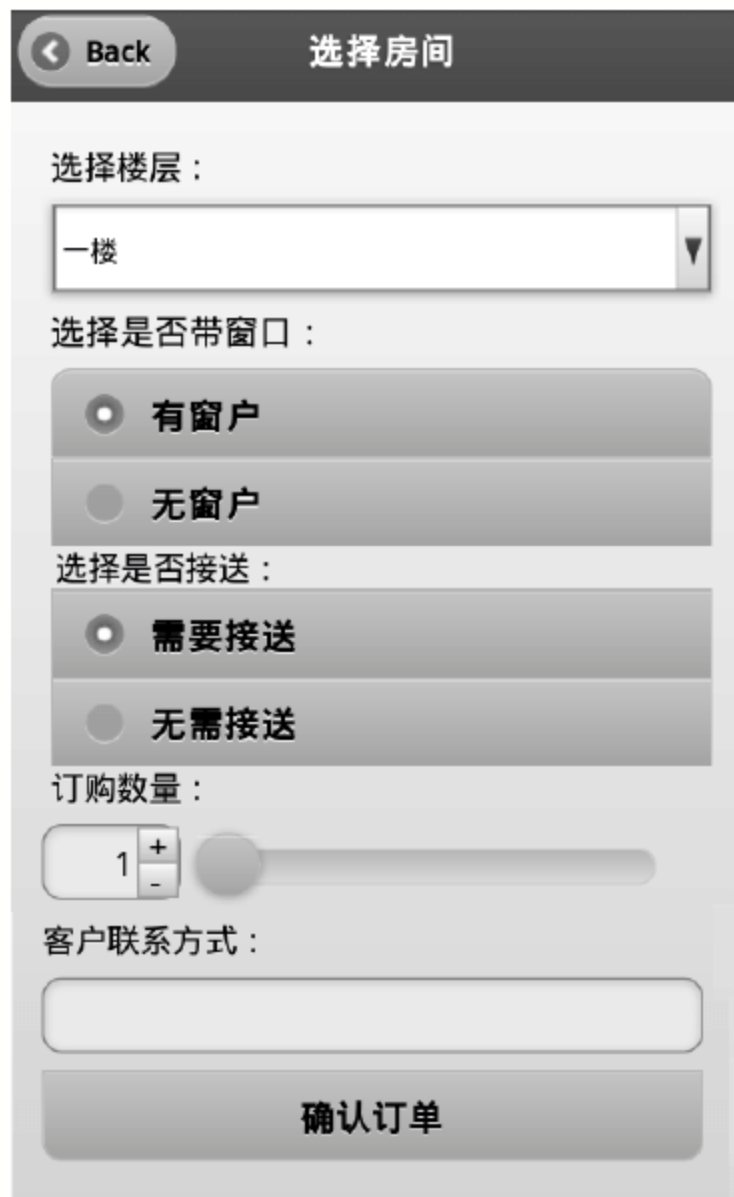 Back
选择房间
选择楼层：
一楼
选择是否带窗口：
有窗户
无窗户
选择是否接送：
需要接送
无需接送
订购数量：
1
+
-
客户联系方式：
确认订单